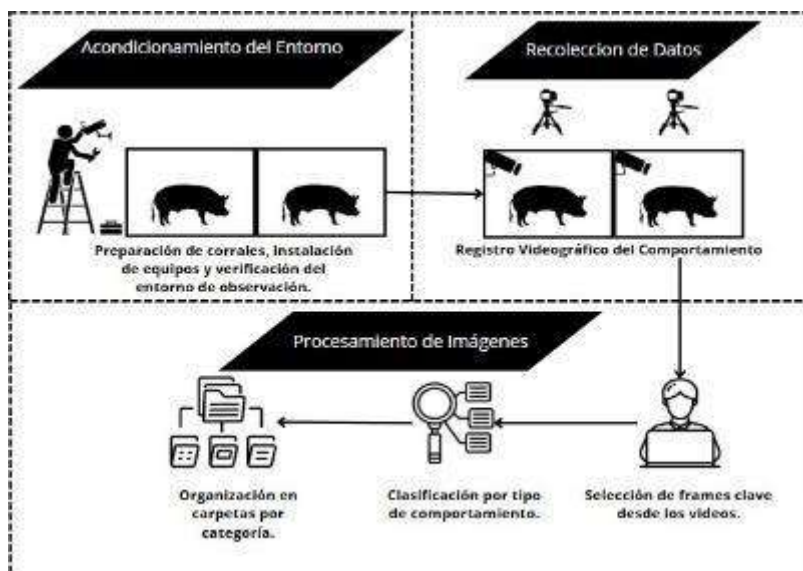 Acondicionamiento del Entorno
Recoleccion de Datos
Preparación de corrales, instalación
de equipos y verificación del
entorno de observación.
Registro Videográfico del Comportamiento
Procesamiento de Imágenes
Organización en
carpetas por
categoría.
Clasificación por tipo
de comportamiento.
Selección de frames clave
desde los videos.